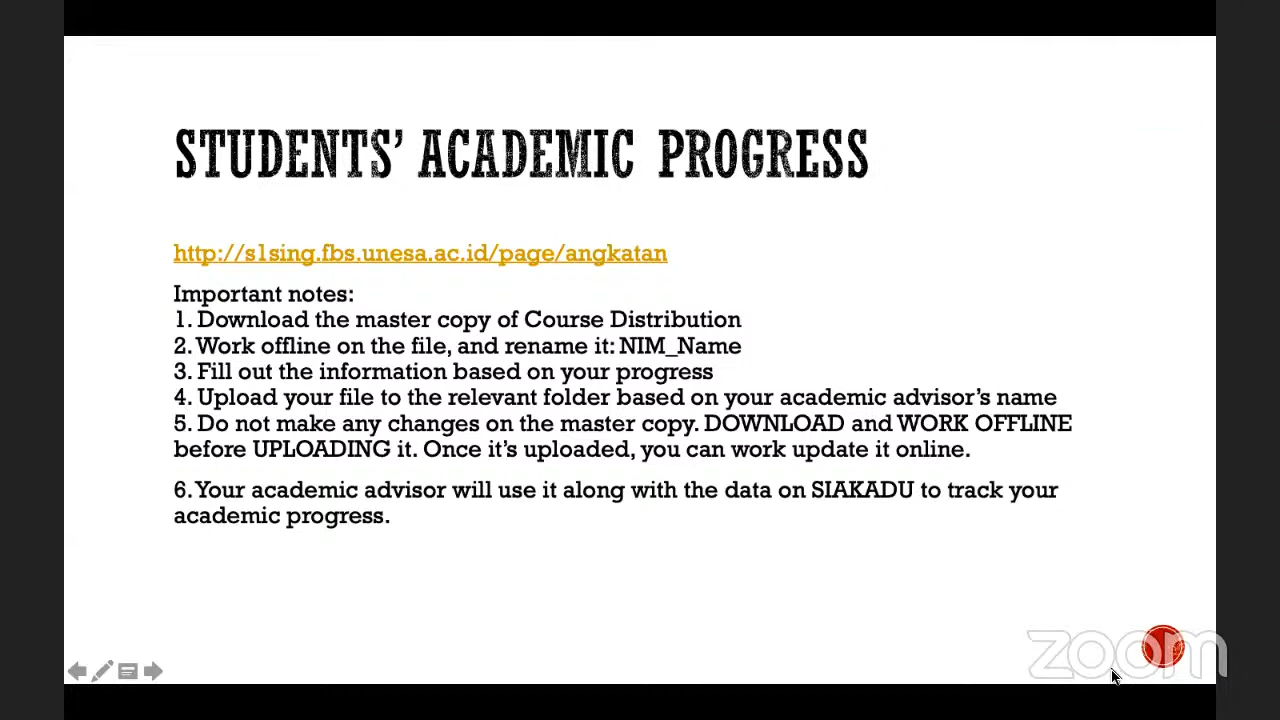 STUDENTS’ ACADEMIC PROGRESS
http://s1sing.fbs.unesa.ac.id/page/angkatan
Important notes:
1. Download the master copy of Course Distribution
2. Work offline on the file, and rename it: NIM_Name
3. Fill out the information based on your progress
4. Upload your file to the relevant folder based on your academic advisor’s name
5. Do not make any changes on the master copy. DOWNLOAD and WORK OFFLINE
before UPLOADING it. Once it’s uploaded, you can work update it online.
6. Your academic advisor will use it along with the data on SIAKADU to track your
academic progress.
zoom